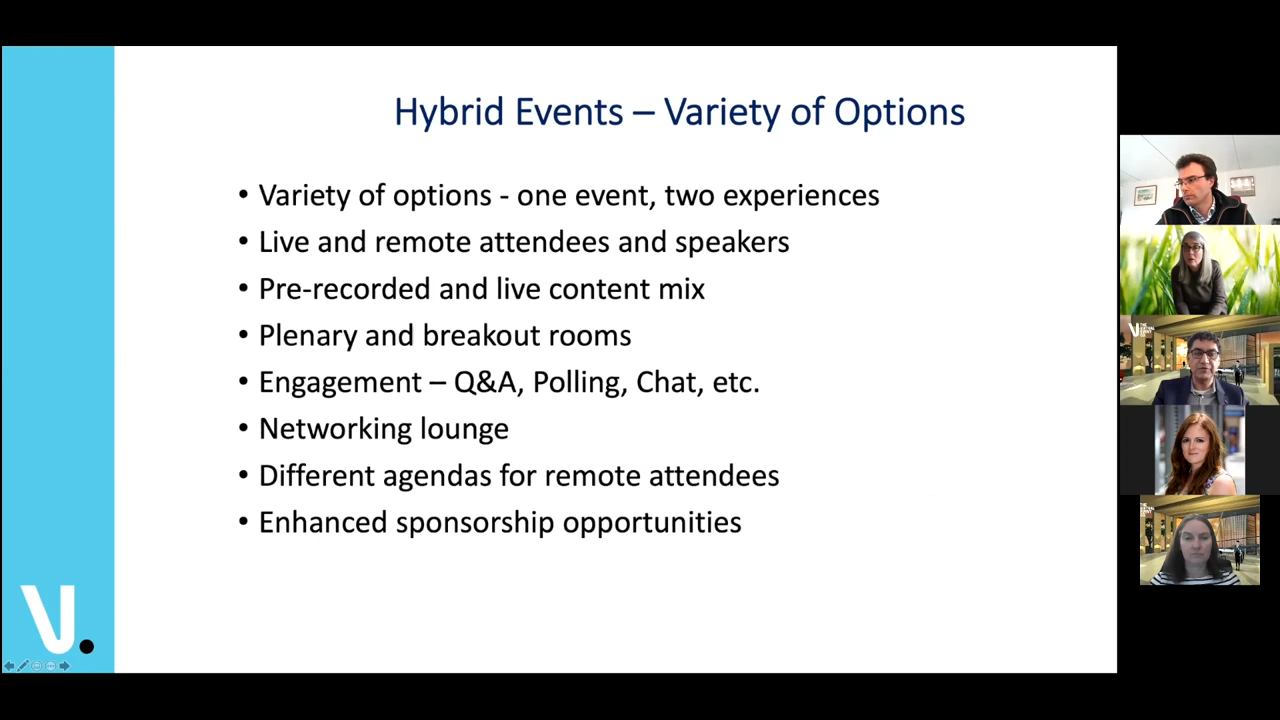 Hybrid Events – Variety of Options
• Variety of options - one event, two experiences
• Live and remote attendees and speakers
• Pre-recorded and live content mix
• Plenary and breakout rooms
• Engagement – Q&A, Polling, Chat, etc.
• Networking lounge
• Different agendas for remote attendees
• Enhanced sponsorship opportunities
V.